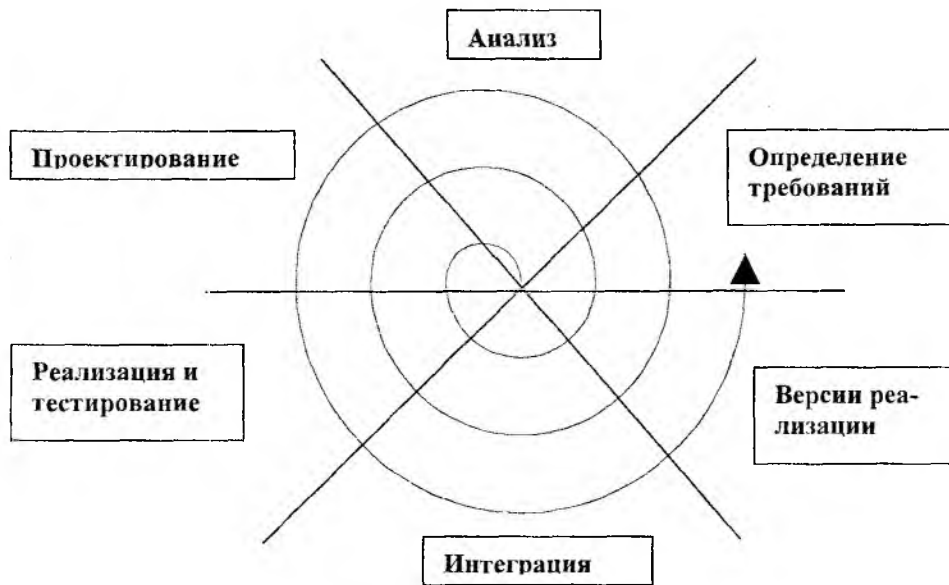 Анализ
Проектирование
Определение
требований
Реализация и
тестирование
Версии реа-
лизации
Интеграция